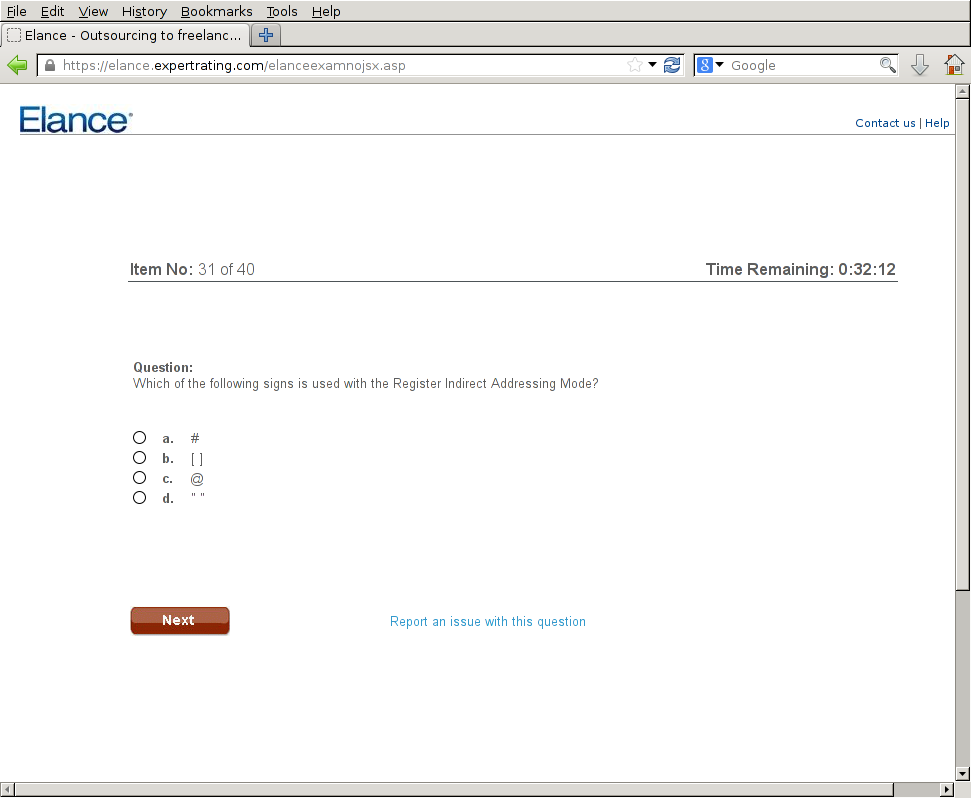 File Edit View History Bookmarks Tools Help
Elance - Outsourcing to freelanc...
https://elance.expertrating.com/elanceexamnojsx.asp
8 Google
Elance
Contact us | Help
Item No: 31 of 40
Time Remaining: 0:32:12
Question:
Which of the following signs is used with the Register Indirect Addressing Mode?
a. #
b. [ ]
c. @
d. " "
Next
Report an issue with this question